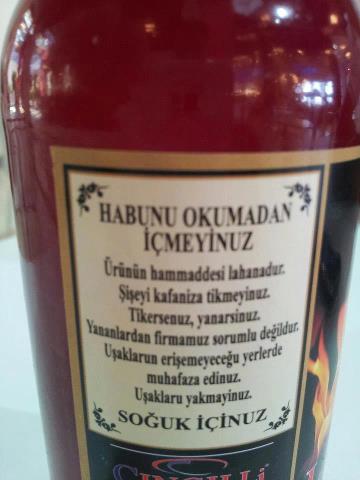 HABUNU OKUMADAN
İÇMEYİNUZ
Ürünün hammaddesi lahanadur.
Şişeyi kafaniza tikmeyinuz.
Tikersenuz, yanarsinuz.
Yananlardan firmamuz sorumlu değildur.
Uşaklarun erişemeyeceğu yerlerde
muhafaza edinuz.
Uşaklaru yakmayinuz.
SOĞUK İÇİNUZ